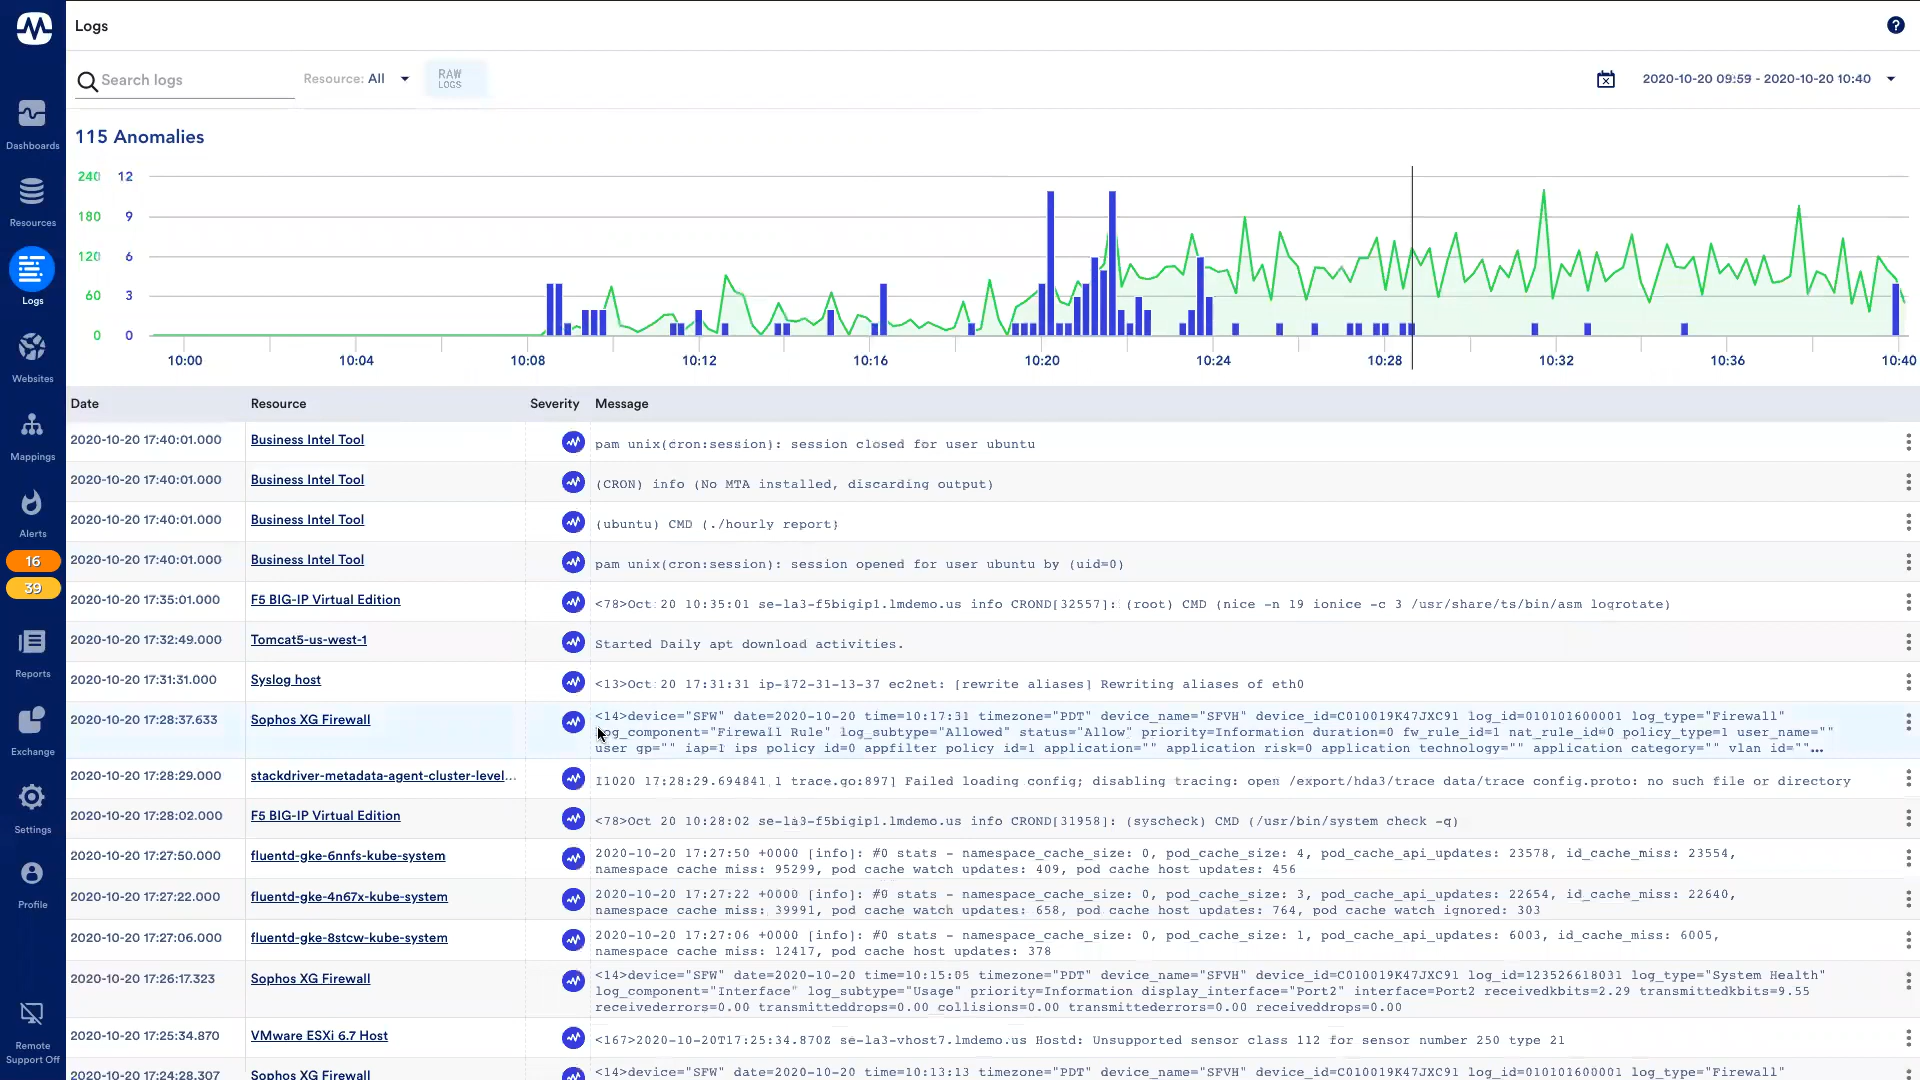 Logs
Search logs
Resource: All
RAW LOGS
2020-10-20 09:59 - 2020-10-20 10:40
Dashboards
Resources
Logs
Websites
Mappings
Alerts
16
39
Reports
Exchange
Settings
Profile
Remote
Support Off
115 Anomalies
240 12
180 9
120 6
60 3
0 0
10:00 10:04 10:08 10:12 10:16 10:20 10:24 10:28 10:32 10:36 10:40
Date Resource Severity Message
2020-10-20 17:40:01.000 Business Intel Tool pam unix(cron:session): session closed for user ubuntu
2020-10-20 17:40:01.000 Business Intel Tool (CRON) info (No MTA installed, discarding output)
2020-10-20 17:40:01.000 Business Intel Tool (ubuntu) CMD (./hourly report)
2020-10-20 17:40:01.000 Business Intel Tool pam unix(cron:session): session opened for user ubuntu by (uid=0)
2020-10-20 17:35:01.000 F5 BIG-IP Virtual Edition <78>Oct 20 10:35:01 se-la3-f5bigip1.lmdemo.us info CROND[32557]: (root) CMD (nice -n 19 ionice -c 3 /usr/share/ts/bin/asm logrotate)
2020-10-20 17:32:49.000 Tomcat5-us-west-1 Started Daily apt download activities.
2020-10-20 17:31:31.000 Syslog host <13>Oct 20 17:31:31 ip-172-31-13-37 ec2net: [rewrite aliases] Rewriting aliases of eth0
2020-10-20 17:28:37.633 Sophos XG Firewall <14>device="SFW" date=2020-10-20 time=10:17:31 timezone="PDT" device_name="SFVH" device_id=C010019K47JXC91 log_id=010101600001 log_type="Firewall"
log_component="Firewall Rule" log_subtype="Allowed" status="Allow" priority=Information duration=0 fw_rule_id=1 nat_rule_id=0 policy_type=1 user_name=""
user gp="" iap=1 ips policy id=0 appfilter policy id=1 application="" application risk=0 application technology="" application category="" vlan id=""...
2020-10-20 17:28:29.000 stackdriver-metadata-agent-cluster-level... I1020 17:28:29.694841 1 trace.go:897] Failed loading config; disabling tracing: open /export/hda3/trace data/trace config.proto: no such file or directory
2020-10-20 17:28:02.000 F5 BIG-IP Virtual Edition <78>Oct 20 10:28:02 se-la3-f5bigip1.lmdemo.us info CROND[31958]: (syscheck) CMD (/usr/bin/system check -q)
2020-10-20 17:27:50.000 fluentd-gke-6nnfs-kube-system 2020-10-20 17:27:50 +0000 [info]: #0 stats - namespace_cache_size: 0, pod_cache_size: 4, pod_cache_api_updates: 23578, id_cache_miss: 23554,
namespace cache miss: 95299, pod cache watch updates: 409, pod cache host updates: 456
2020-10-20 17:27:22.000 fluentd-gke-4n67x-kube-system 2020-10-20 17:27:22 +0000 [info]: #0 stats - namespace_cache_size: 0, pod_cache_size: 3, pod_cache_api_updates: 22654, id_cache_miss: 22640,
namespace cache miss: 39991, pod cache watch updates: 658, pod cache host updates: 764, pod cache watch ignored: 303
2020-10-20 17:27:06.000 fluentd-gke-8stcw-kube-system 2020-10-20 17:27:06 +0000 [info]: #0 stats - namespace_cache_size: 0, pod_cache_size: 1, pod_cache_api_updates: 6003, id_cache_miss: 6005,
namespace cache miss: 12417, pod cache host updates: 378
2020-10-20 17:26:17.323 Sophos XG Firewall <14>device="SFW" date=2020-10-20 time=10:15:05 timezone="PDT" device_name="SFVH" device_id=C010019K47JXC91 log_id=123526618031 log_type="System Health"
log_component="Interface" log_subtype="Usage" priority=Information display_interface="Port2" interface=Port2 receivedkbits=2.29 transmittedkbits=9.55
receivederrors=0.00 transmitteddrops=0.00 collisions=0.00 transmittederrors=0.00 receiveddrops=0.00
2020-10-20 17:25:34.870 VMware ESXi 6.7 Host <167>2020-10-20T17:25:34.870Z se-la3-vhost7.lmdemo.us Hostd: Unsupported sensor class 112 for sensor number 250 type 21
2020-10-20 17:24:28.307 Sophos XG Firewall <14>device="SFW" date=2020-10-20 time=10:13:13 timezone="PDT" device_name="SFVH" device_id=C010019K47JXC91 log_id=010101600001 log_type="Firewall"